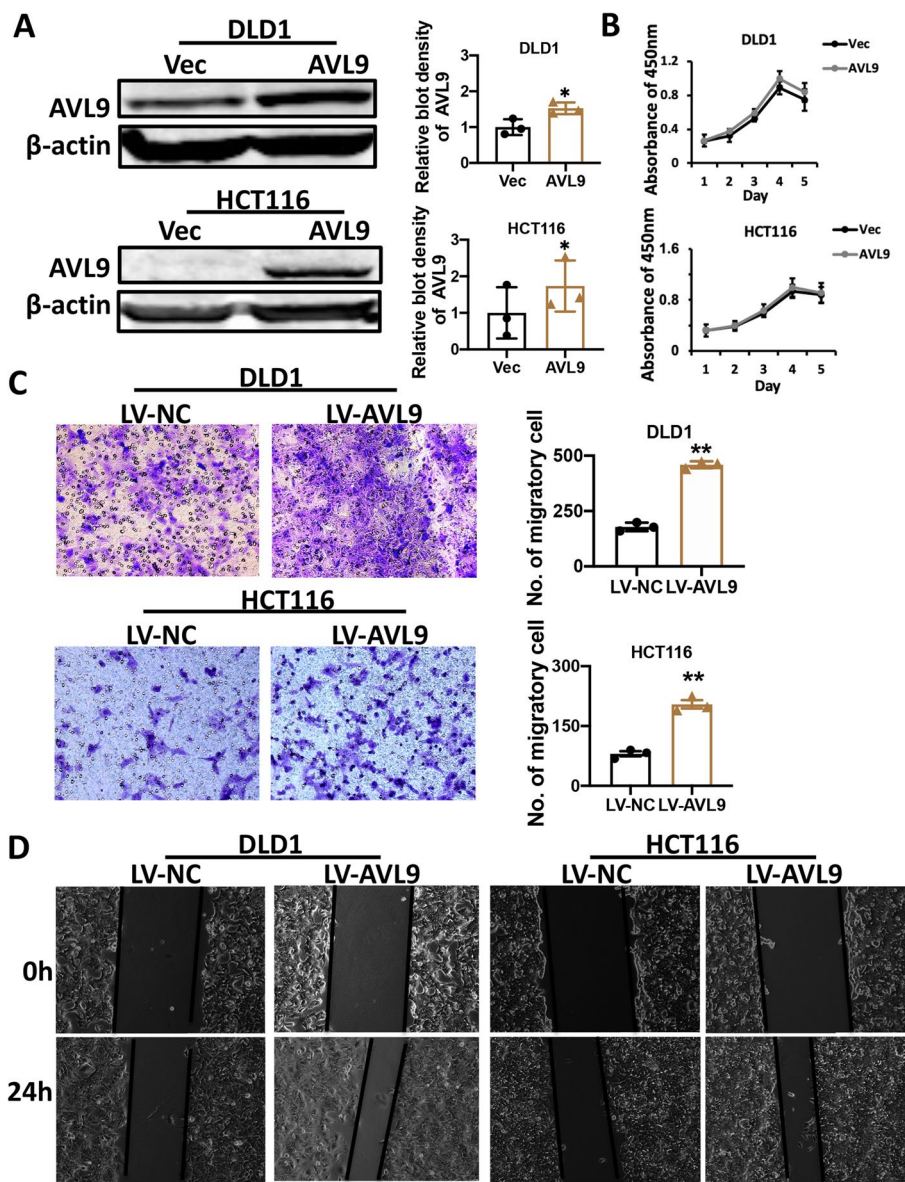 A
DLD1
Vec AVL9
AVL9
β-actin
HCT116
Vec AVL9
AVL9
β-actin
Relative blot density
of AVL9
DLD1
*
3
2
1
0
Vec AVL9
Relative blot density
of AVL9
HCT116
*
3
2
1
0
Vec AVL9
B
Absorbance of 450nm
DLD1
Vec
AVL9
1.2
0.8
0.4
0
1 2 3 4 5
Day
Absorbance of 450nm
HCT116
Vec
AVL9
1.6
0.8
0
1 2 3 4 5
Day
C
DLD1
LV-NC LV-AVL9
HCT116
LV-NC LV-AVL9
No. of migratory cell
DLD1
**
500
250
0
LV-NC LV-AVL9
No. of migratory cell
HCT116
**
300
150
0
LV-NC LV-AVL9
D
DLD1 HCT116
LV-NC LV-AVL9 LV-NC LV-AVL9
0h
24h